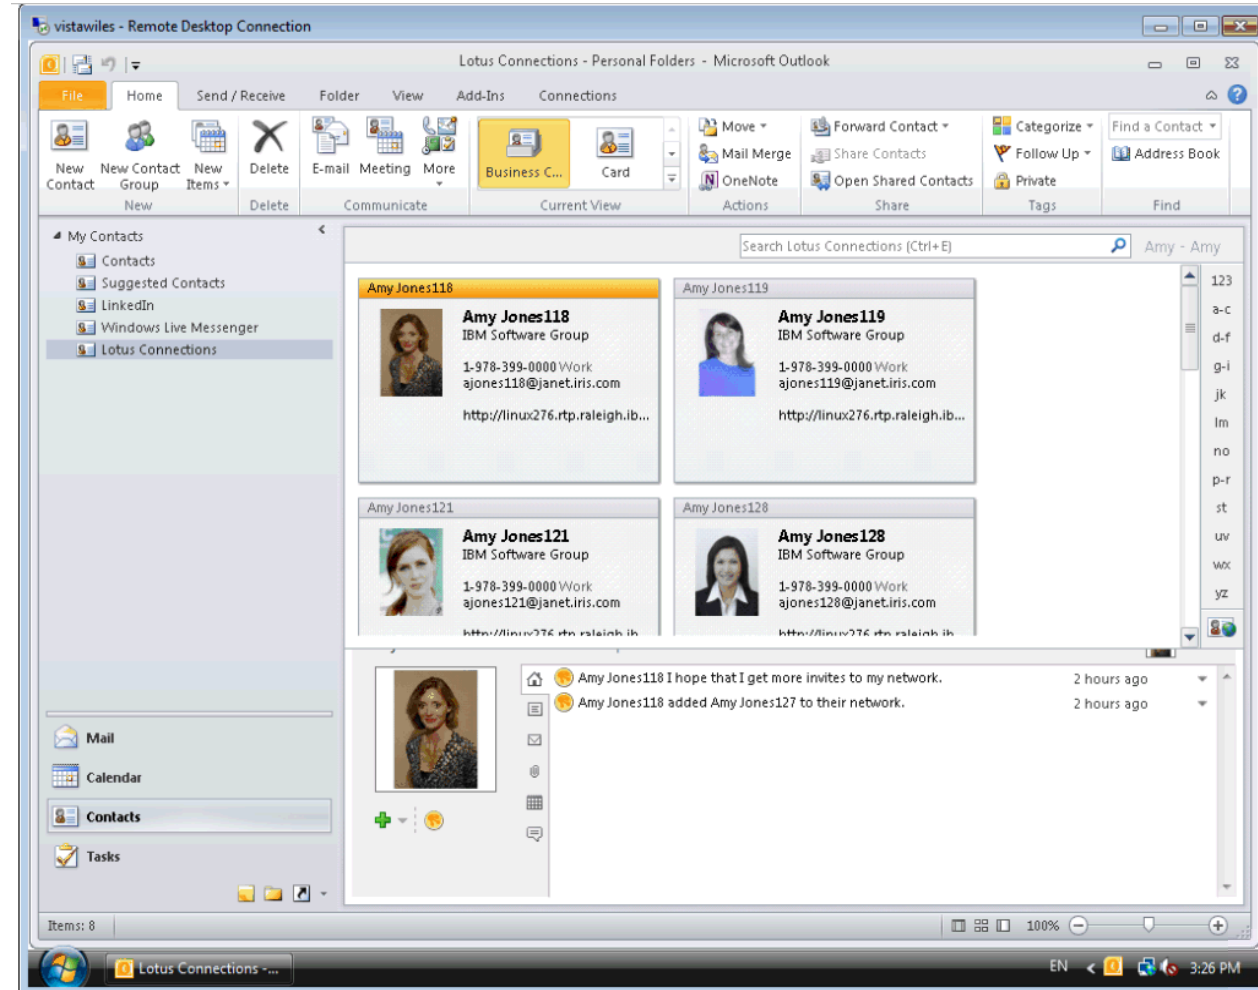 vistawiles - Remote Desktop Connection
Lotus Connections - Personal Folders - Microsoft Outlook
File Home Send / Receive Folder View Add-Ins Connections
New Contact
New Contact Group
New Items
Delete
E-mail
Meeting
More
Business C...
Card
Move
Mail Merge
OneNote
Forward Contact
Share Contacts
Open Shared Contacts
Categorize
Follow Up
Private
Find a Contact
Address Book
New Delete Communicate Current View Actions Share Tags Find
My Contacts
Contacts
Suggested Contacts
LinkedIn
Windows Live Messenger
Lotus Connections
Search Lotus Connections (Ctrl+E)
Amy - Amy
Amy Jones118
Amy Jones118
IBM Software Group
1-978-399-0000 Work
ajones118@janet.iris.com
http://linux276.rtp.raleigh.ib...
Amy Jones119
Amy Jones119
IBM Software Group
1-978-399-0000 Work
ajones119@janet.iris.com
http://linux276.rtp.raleigh.ib...
Amy Jones121
Amy Jones121
IBM Software Group
1-978-399-0000 Work
ajones121@janet.iris.com
http://linux276.rtp.raleigh.ib
Amy Jones128
Amy Jones128
IBM Software Group
1-978-399-0000 Work
ajones128@janet.iris.com
http://linux276.rtp.raleigh.ib
123
a-c
d-f
g-i
jk
lm
no
p-r
st
uv
wx
yz
Amy Jones118 I hope that I get more invites to my network. 2 hours ago
Amy Jones118 added Amy Jones127 to their network. 2 hours ago
Mail
Calendar
Contacts
Tasks
Items: 8
100%
Lotus Connections -...
EN
3:26 PM